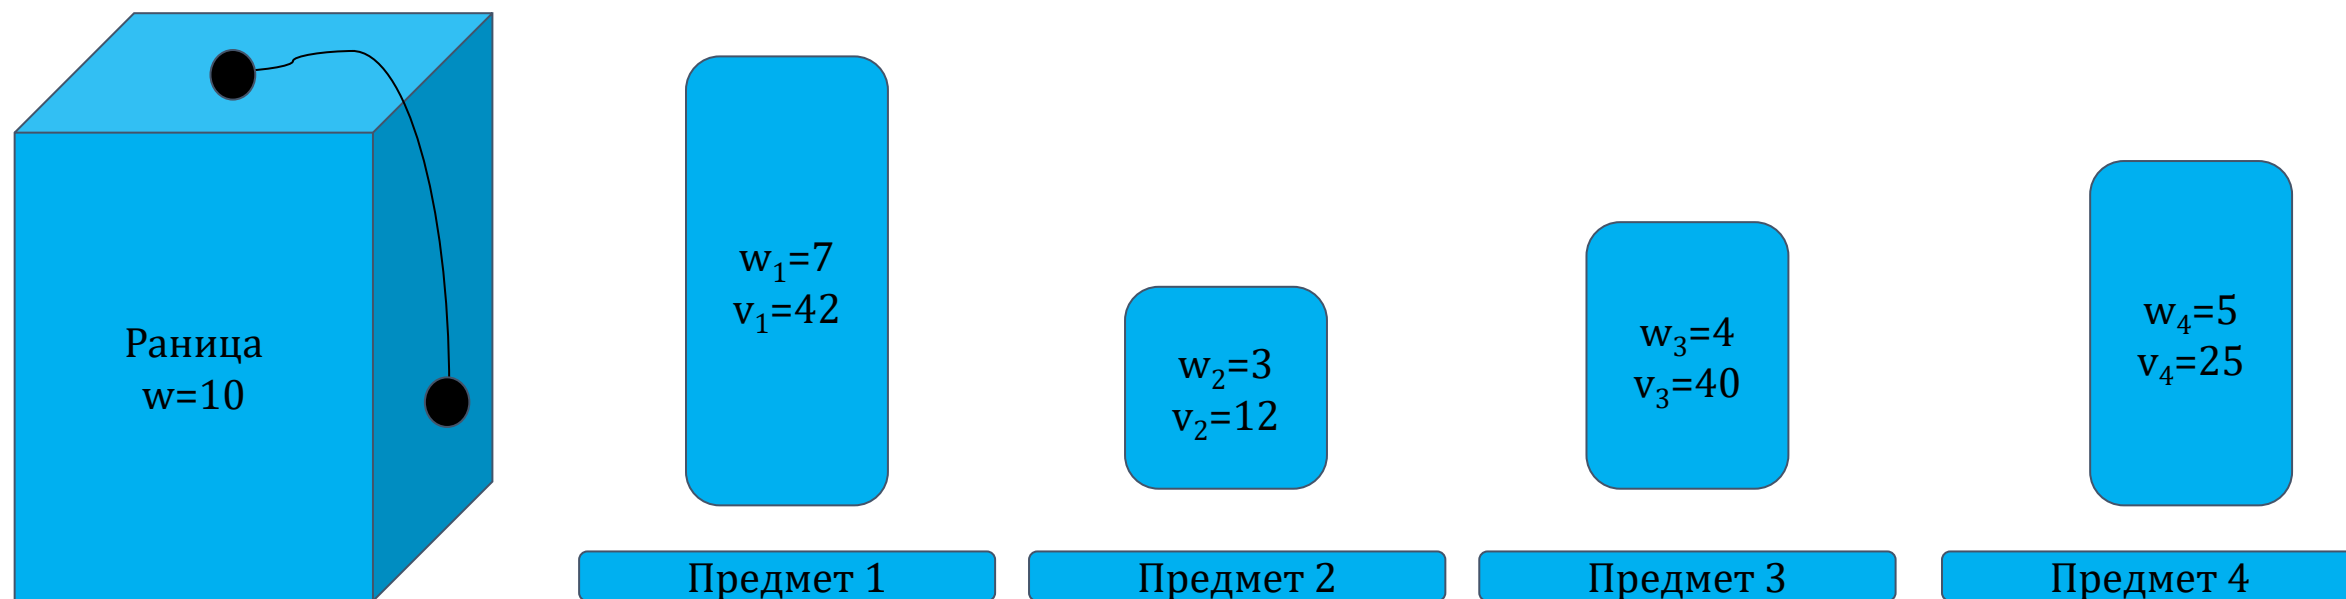 Раница
w=10
w₁=7
v₁=42
w₂=3
v₂=12
w₃=4
v₃=40
w₄=5
v₄=25
Предмет 1
Предмет 2
Предмет 3
Предмет 4